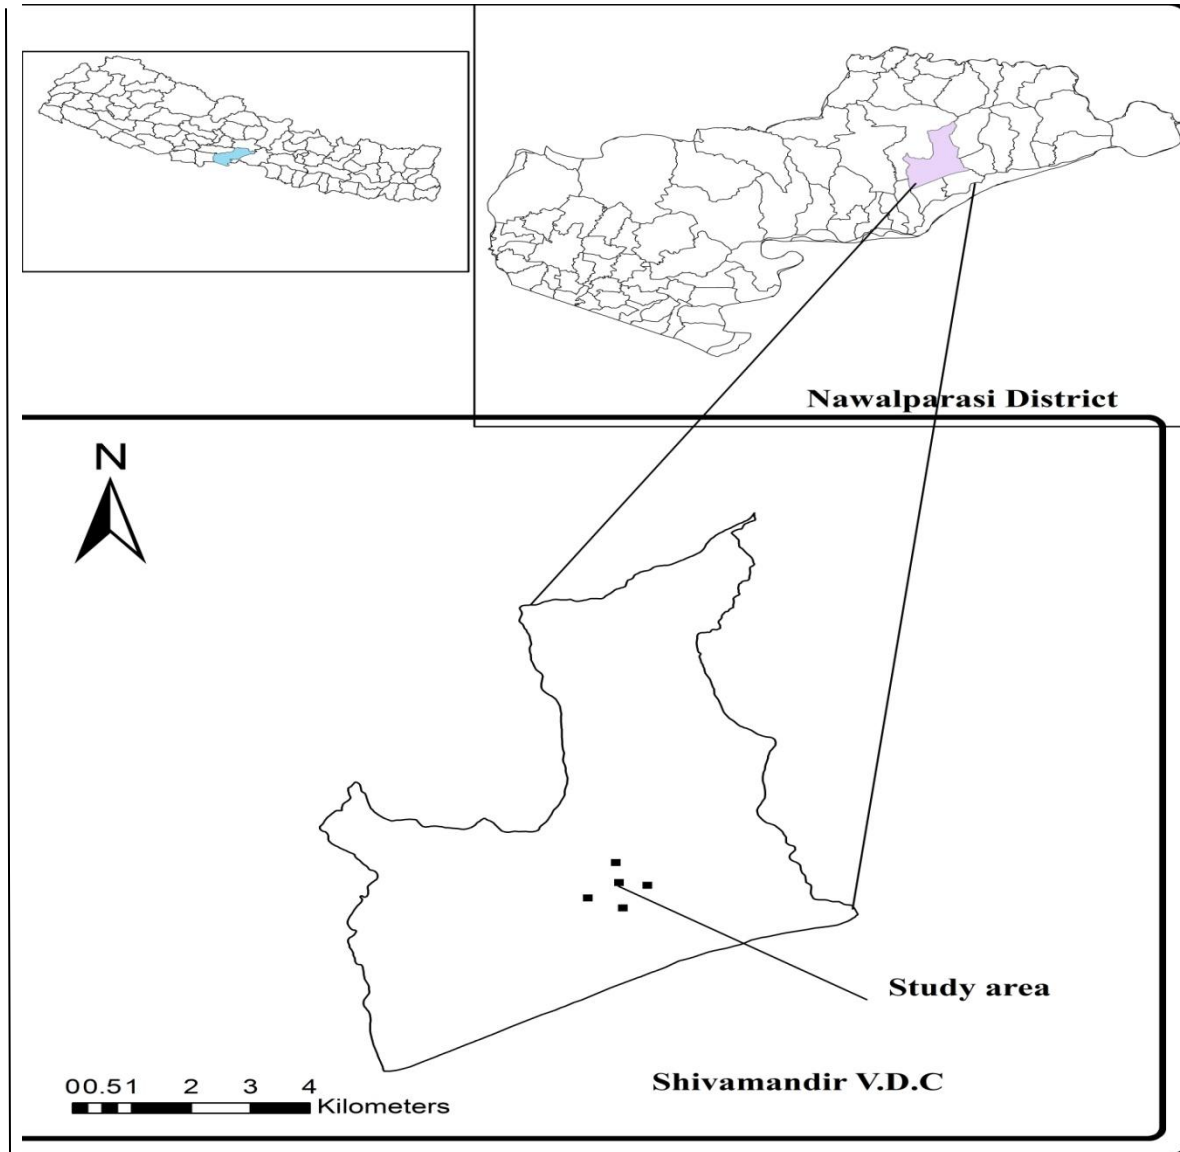 Nawalparasi District
N
Study area
Shivamandir V.D.C
00.51 2 3 4
Kilometers